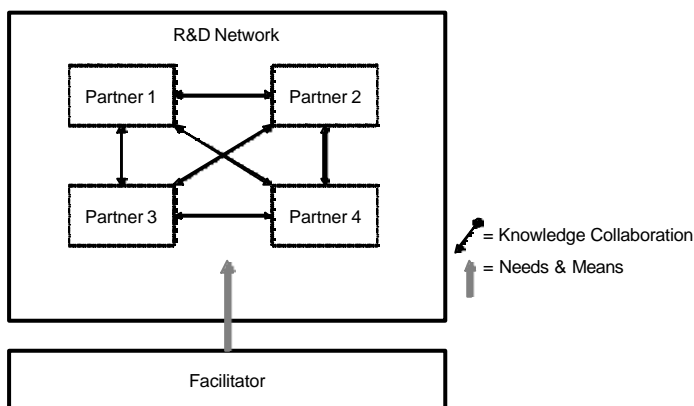 R&D Network
Partner 1
Partner 2
Partner 3
Partner 4
= Knowledge Collaboration
= Needs & Means
Facilitator